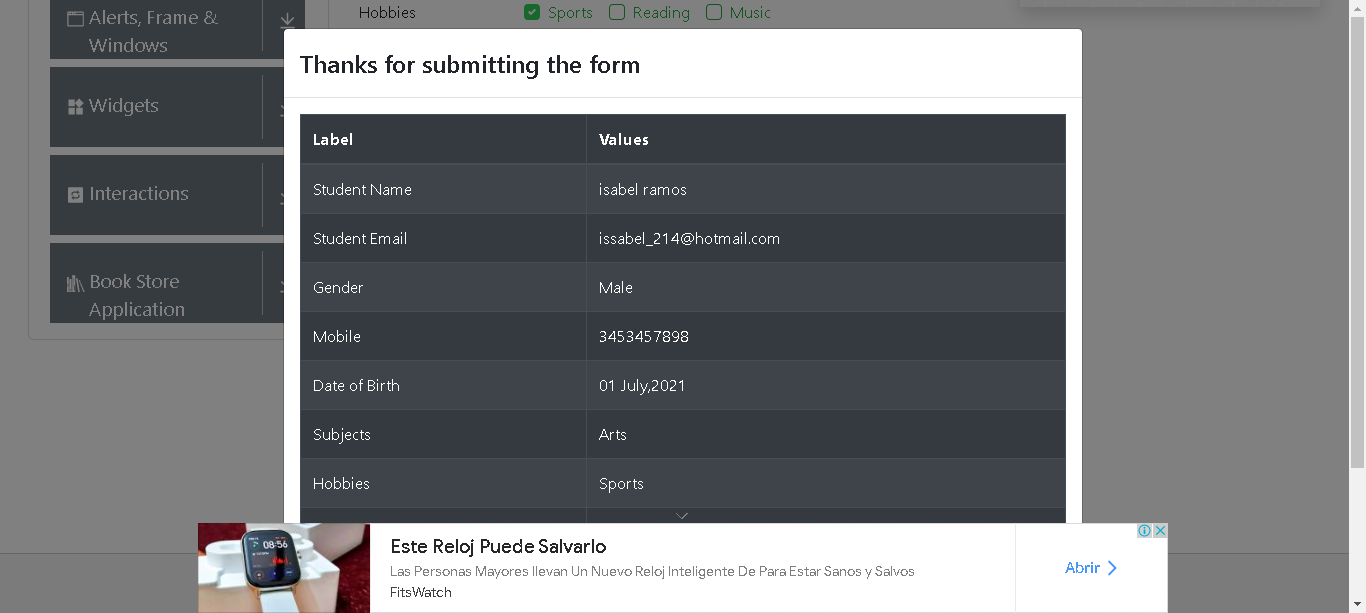 Alerts, Frame &
Windows
Hobbies
Sports
Reading
Music
Thanks for submitting the form
Widgets
Label Values
Student Name isabel ramos
Interactions
Student Email issabel_214@hotmail.com
Gender Male
Book Store
Application
Mobile 3453457898
Date of Birth 01 July,2021
Subjects Arts
Hobbies Sports
08:56
Este Reloj Puede Salvarlo
Las Personas Mayores llevan Un Nuevo Reloj Inteligente De Para Estar Sanos y Salvos
FitsWatch
Abrir